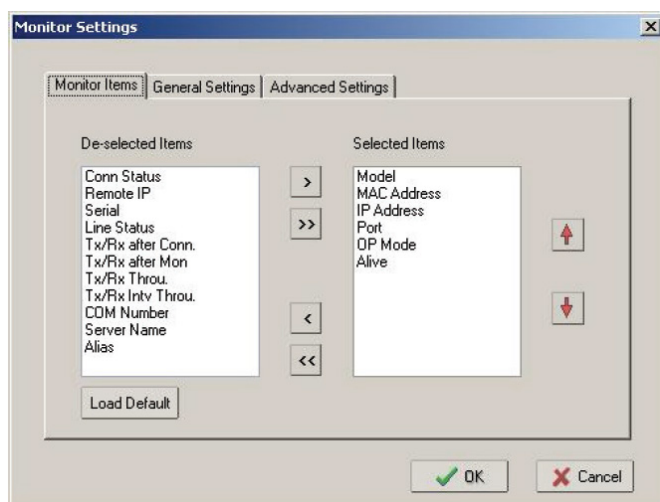 Monitor Settings
Monitor Items
General Settings
Advanced Settings
De-selected Items
Conn Status
Remote IP
Serial
Line Status
Tx/Rx after Conn.
Tx/Rx after Mon
Tx/Rx Throu.
Tx/Rx Intv Throu.
COM Number
Server Name
Alias
>
>>
<
<<
Selected Items
Model
MAC Address
IP Address
Port
OP Mode
Alive
Load Default
OK
Cancel